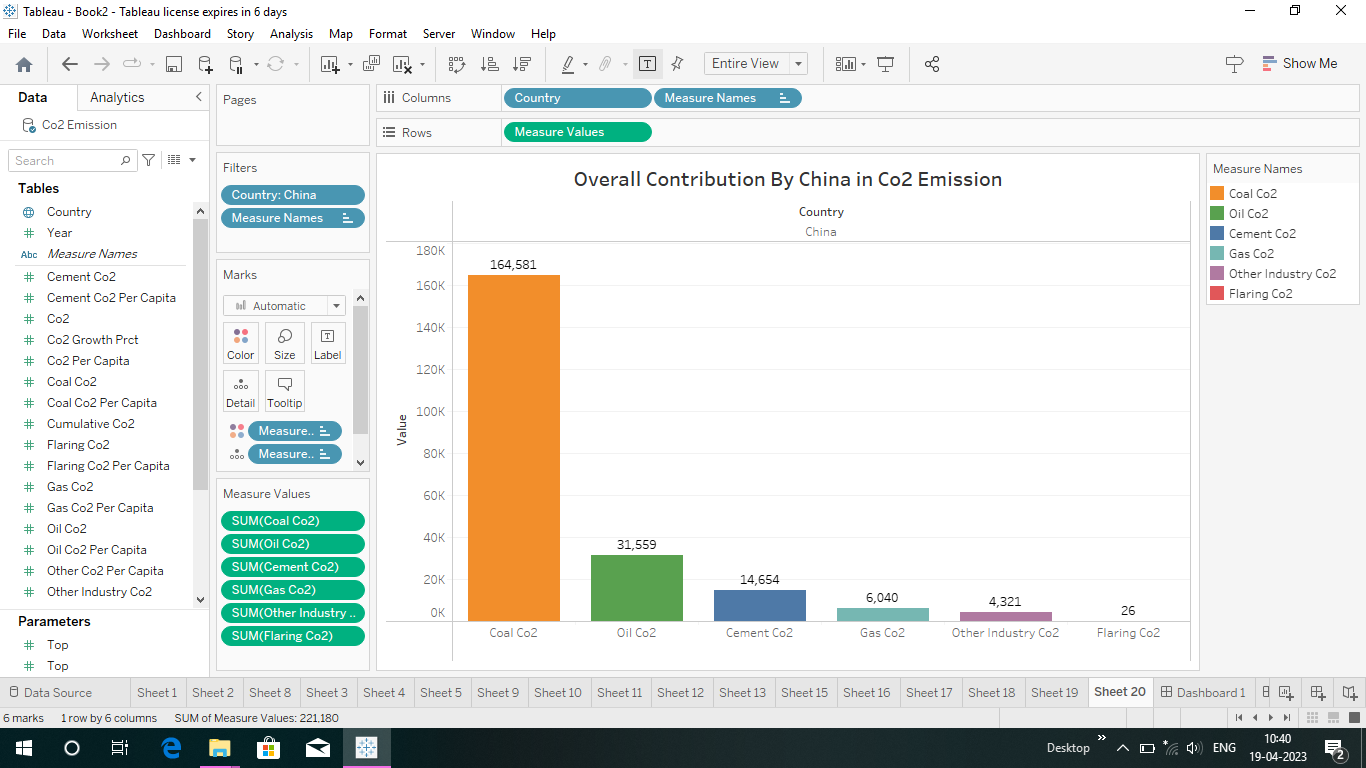 Tableau - Book2 - Tableau license expires in 6 days
File Data Worksheet Dashboard Story Analysis Map Format Server Window Help
Entire View
Show Me
Data Analytics
Co2 Emission
Search
Tables
Country
Year
Abc Measure Names
Cement Co2
Cement Co2 Per Capita
Co2
Co2 Growth Prct
Co2 Per Capita
Coal Co2
Coal Co2 Per Capita
Cumulative Co2
Flaring Co2
Flaring Co2 Per Capita
Gas Co2
Gas Co2 Per Capita
Oil Co2
Oil Co2 Per Capita
Other Co2 Per Capita
Other Industry Co2
Parameters
Top
Top
Pages
Filters
Country: China
Measure Names
Marks
Automatic
Color Size Label
Detail Tooltip
Measure..
Measure..
Measure Values
SUM(Coal Co2)
SUM(Oil Co2)
SUM(Cement Co2)
SUM(Gas Co2)
SUM(Other Industry ..
SUM(Flaring Co2)
Columns Country Measure Names
Rows Measure Values
Overall Contribution By China in Co2 Emission
Country
China
Value
180K
160K
140K
120K
100K
80K
60K
40K
20K
0K
164,581
31,559
14,654
6,040
4,321
26
Coal Co2 Oil Co2 Cement Co2 Gas Co2 Other Industry Co2 Flaring Co2
Measure Names
Coal Co2
Oil Co2
Cement Co2
Gas Co2
Other Industry Co2
Flaring Co2
Data Source Sheet 1 Sheet 2 Sheet 8 Sheet 3 Sheet 4 Sheet 5 Sheet 9 Sheet 10 Sheet 11 Sheet 12 Sheet 13 Sheet 15 Sheet 16 Sheet 17 Sheet 18 Sheet 19 Sheet 20 Dashboard 1
6 marks 1 row by 6 columns SUM of Measure Values: 221,180
Desktop ENG 10:40
19-04-2023 2